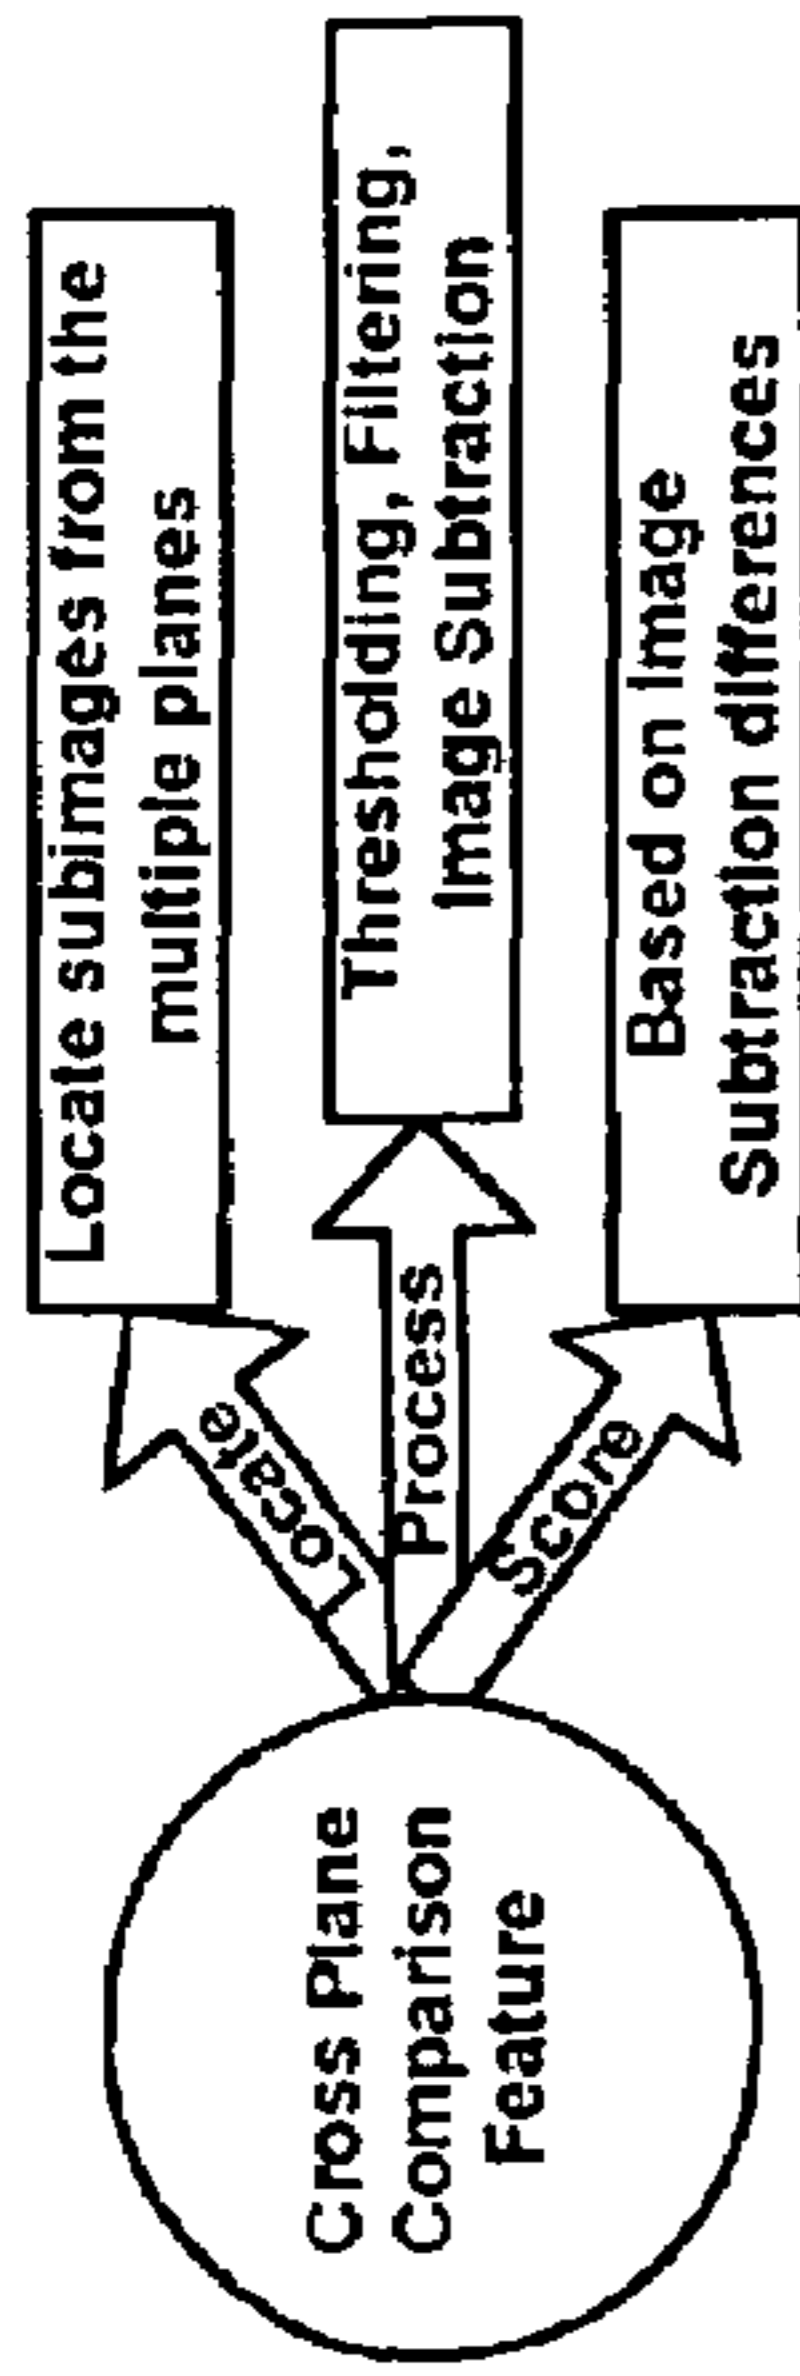 Cross Plane
Comparison
Feature
Locate
Locate subimages from the
multiple planes
Process
Thresholding, Filtering,
Image Subtraction
Score
Based on Image
Subtraction differences